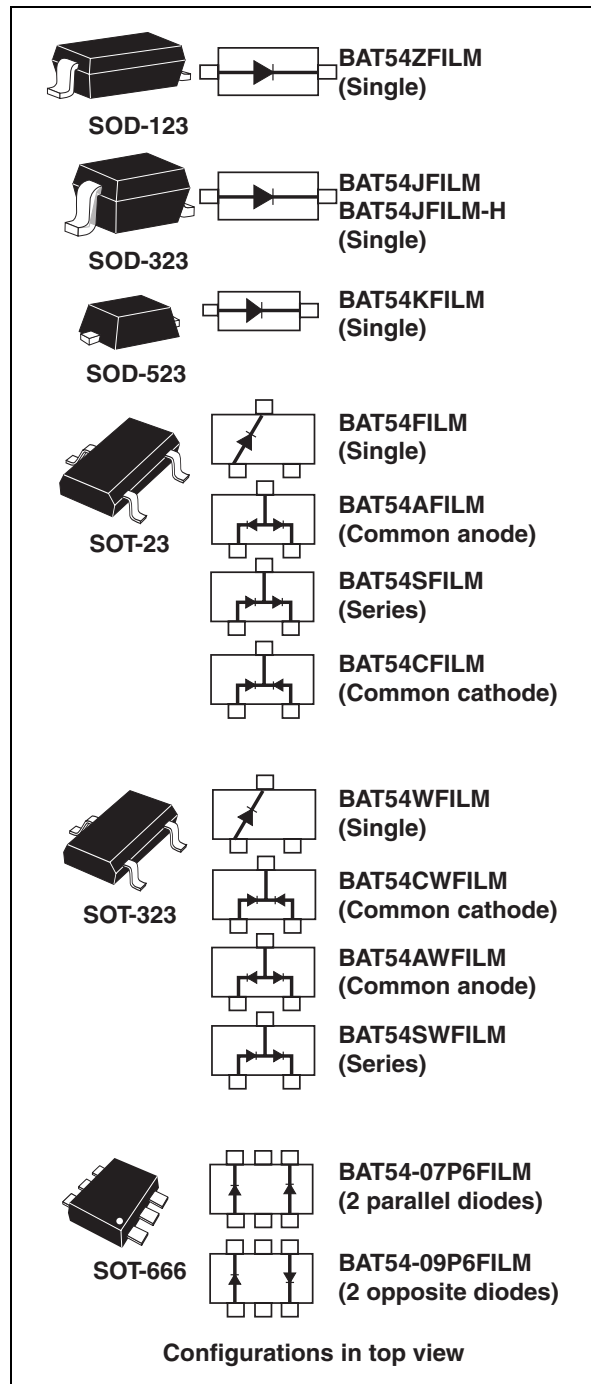 BAT54ZFILM
(Single)
SOD-123
BAT54JFILM
BAT54JFILM-H
(Single)
SOD-323
BAT54KFILM
(Single)
SOD-523
BAT54FILM
(Single)
BAT54AFILM
(Common anode)
SOT-23
BAT54SFILM
(Series)
BAT54CFILM
(Common cathode)
BAT54WFILM
(Single)
BAT54CWFILM
(Common cathode)
SOT-323
BAT54AWFILM
(Common anode)
BAT54SWFILM
(Series)
BAT54-07P6FILM
(2 parallel diodes)
SOT-666
BAT54-09P6FILM
(2 opposite diodes)
Configurations in top view